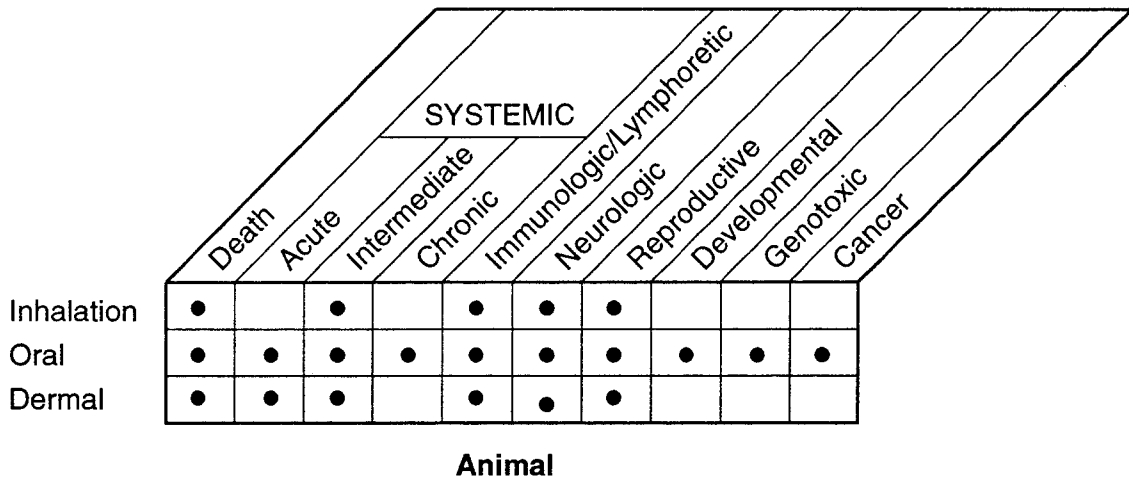 SYSTEMIC
Death
Acute
Intermediate
Chronic
Immunologic/Lymphoretic
Neurologic
Reproductive
Developmental
Genotoxic
Cancer
Inhalation
Oral
Dermal
Animal